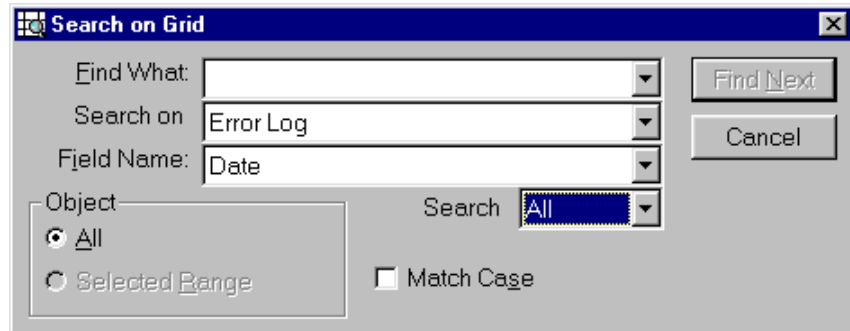 Search on Grid
Find What:
Find Next
Search on
Error Log
Cancel
Field Name:
Date
Object
Search
All
All
Selected Range
Match Case